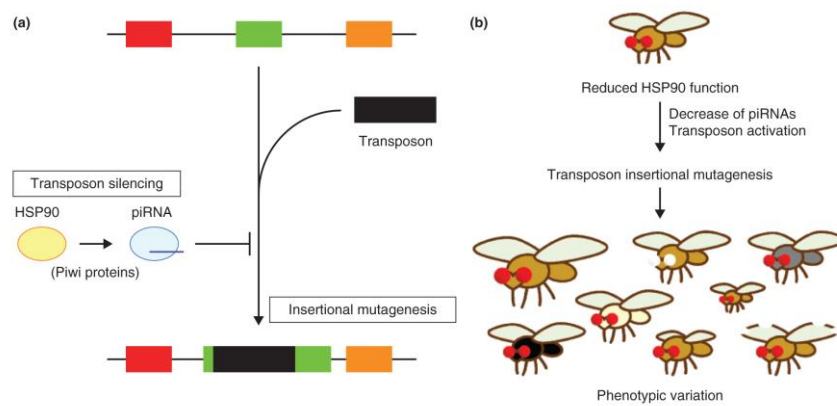 (a)
Transposon
Transposon silencing
HSP90
piRNA
(Piwi proteins)
Insertional mutagenesis
(b)
Reduced HSP90 function
Decrease of piRNAs
Transposon activation
Transposon insertional mutagenesis
Phenotypic variation